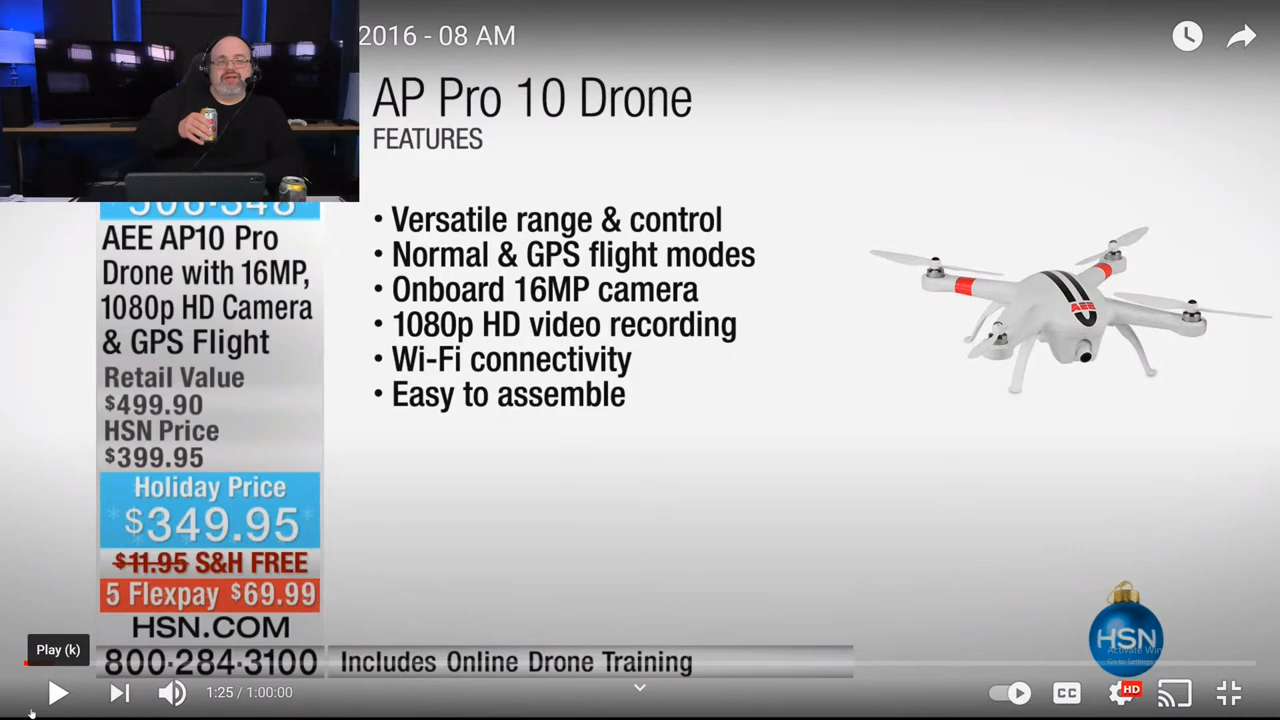 2016 - 08 AM
AP Pro 10 Drone
FEATURES
• Versatile range & control
• Normal & GPS flight modes
• Onboard 16MP camera
• 1080p HD video recording
• Wi-Fi connectivity
• Easy to assemble
AEE
506-348
AEE AP10 Pro
Drone with 16MP,
1080p HD Camera
& GPS Flight
Retail Value
$499.90
HSN Price
$399.95
Holiday Price
$349.95
$11.95 S&H FREE
5 Flexpay $69.99
HSN.COM
800·284·3100
Includes Online Drone Training
HSN
Play (k)
1:25 / 1:00:00
CC
HD